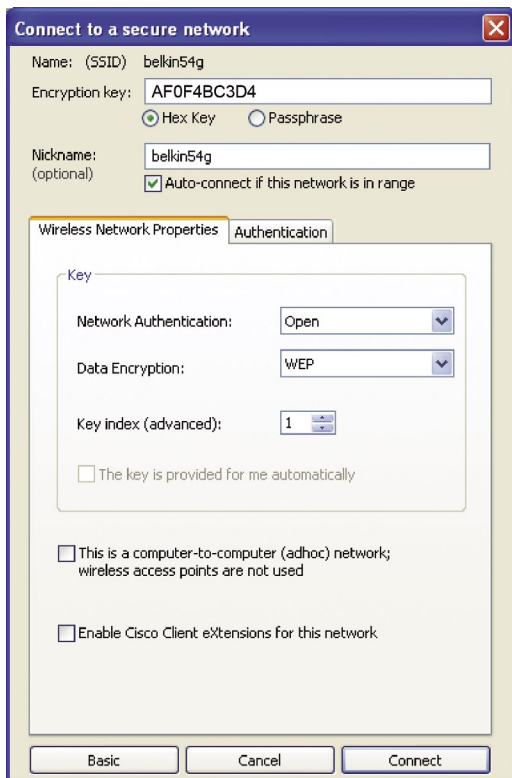 Connect to a secure network
Name: (SSID) belkin54g
Encryption key: AF0F4BC3D4
Hex Key Passphrase
Nickname: belkin54g
(optional)
Auto-connect if this network is in range
Wireless Network Properties Authentication
Key
Network Authentication: Open
Data Encryption: WEP
Key index (advanced): 1
The key is provided for me automatically
This is a computer-to-computer (adhoc) network;
wireless access points are not used
Enable Cisco Client eXtensions for this network
Basic Cancel Connect